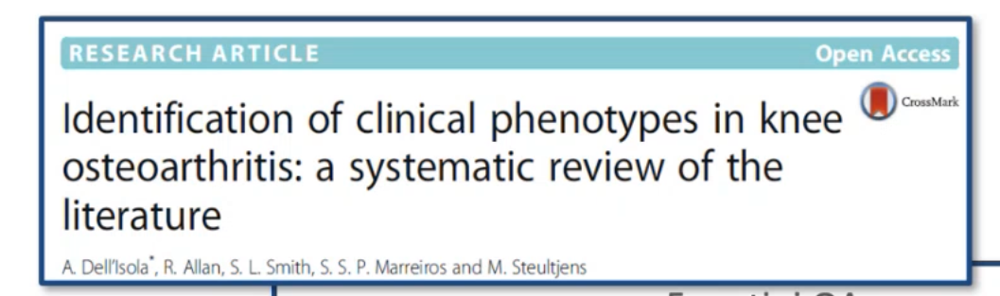 RESEARCH ARTICLE Open Access
Identification of clinical phenotypes in knee
osteoarthritis: a systematic review of the
literature
CrossMark
A. Dell'Isola*, R. Allan, S. L. Smith, S. S. P. Marreiros and M. Steultjens